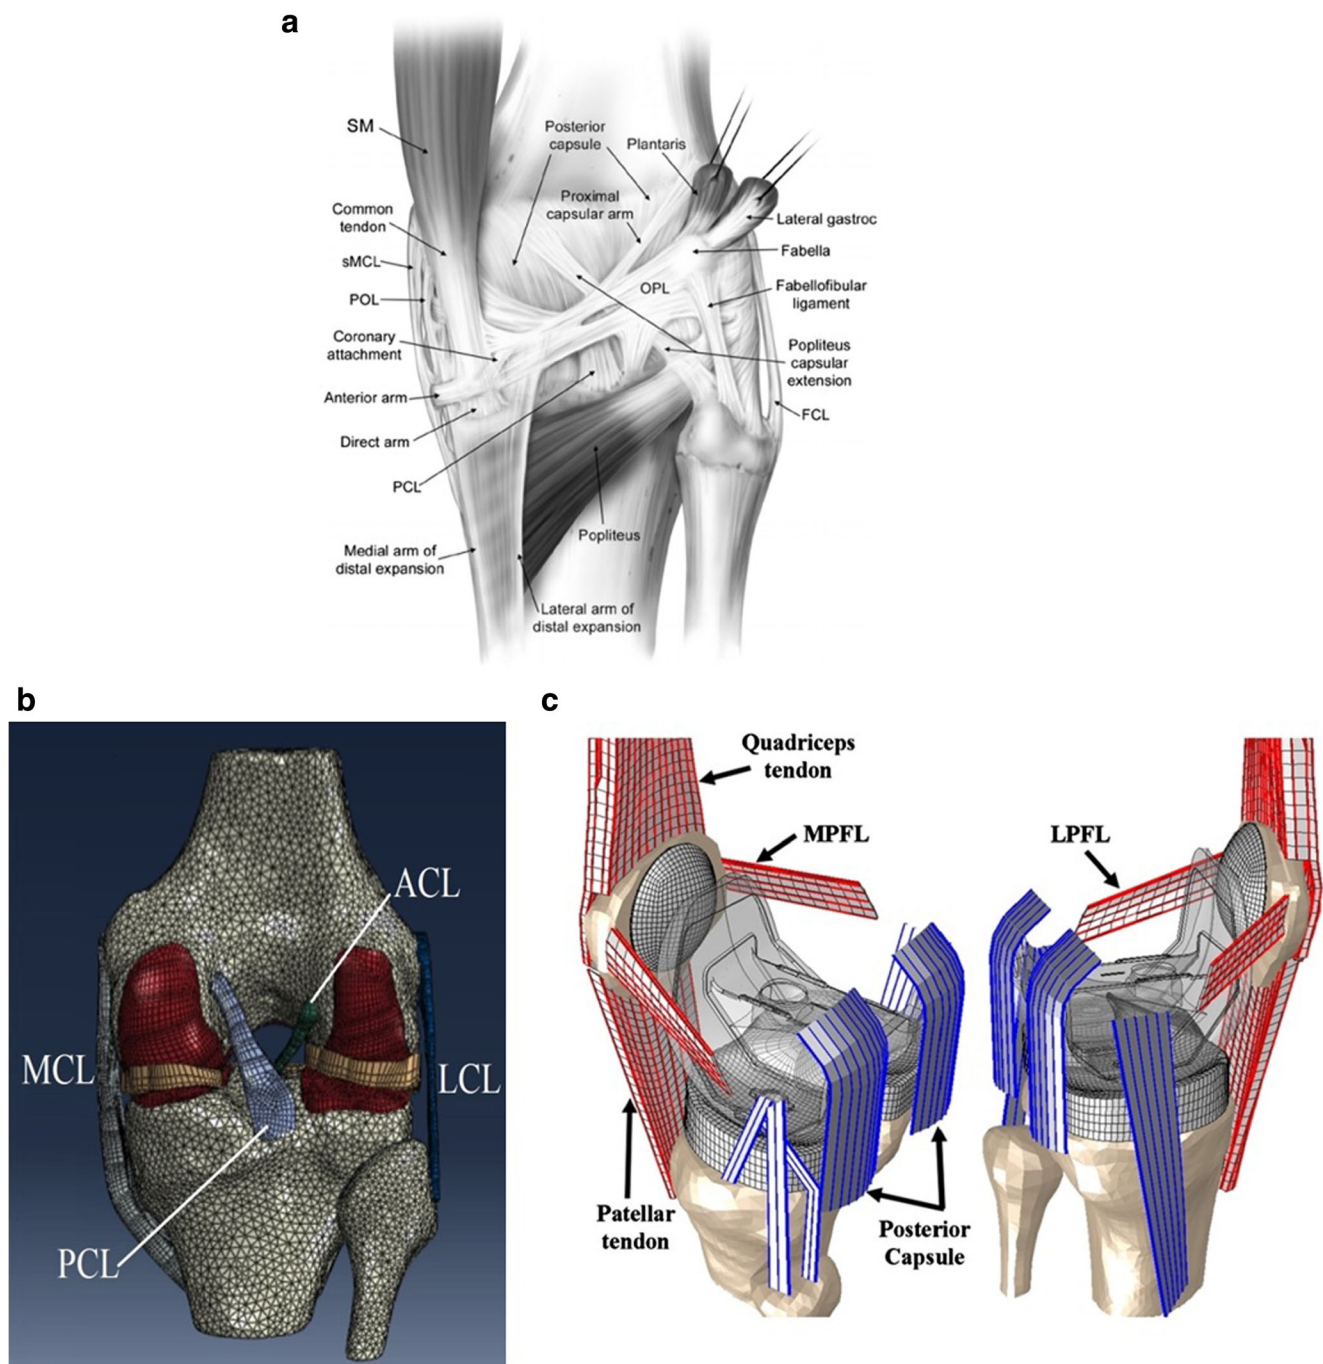 a
SM
Posterior
capsule
Plantaris
Proximal
capsular arm
Common
tendon
Lateral gastroc
sMCL
Fabella
POL
OPL
Fabellofibular
ligament
Coronary
attachment
Popliteus
capsular
extension
Anterior arm
FCL
Direct arm
PCL
Popliteus
Medial arm of
distal expansion
Lateral arm of
distal expansion
b
ACL
MCL
LCL
PCL
c
Quadriceps
tendon
MPFL
LPFL
Patellar
tendon
Posterior
Capsule